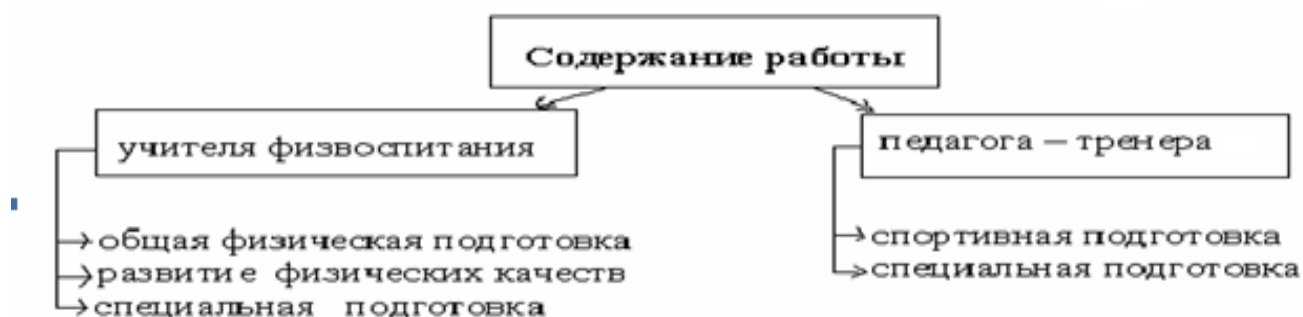 Содержание работы
учителя физвоспитания
педагога – тренера
общая физическая подготовка
развитие физических качеств
специальная подготовка
спортивная подготовка
специальная подготовка